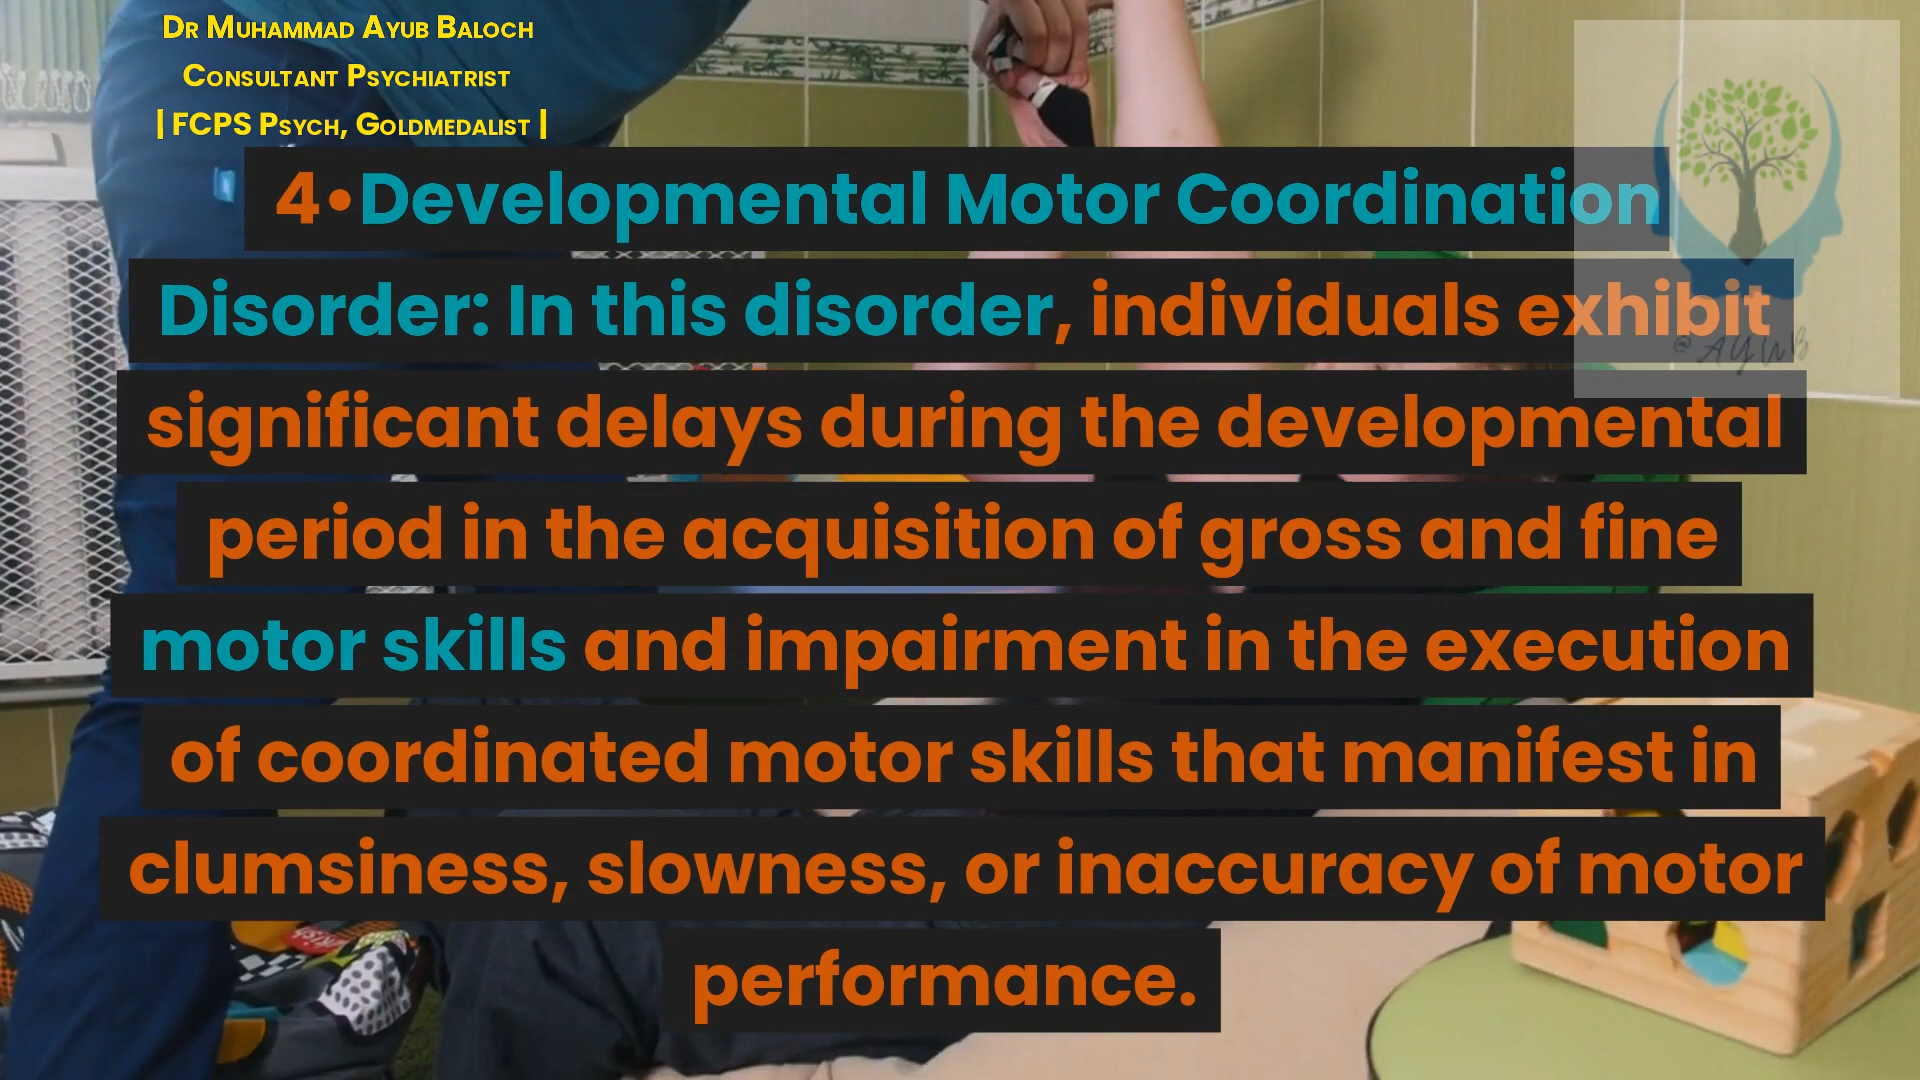 Dr Muhammad Ayub Baloch
Consultant Psychiatrist
| FCPS Psych, Goldmedalist |
4•Developmental Motor Coordination
Disorder: In this disorder, individuals exhibit
significant delays during the developmental
period in the acquisition of gross and fine
motor skills and impairment in the execution
of coordinated motor skills that manifest in
clumsiness, slowness, or inaccuracy of motor
performance.
@AYUB